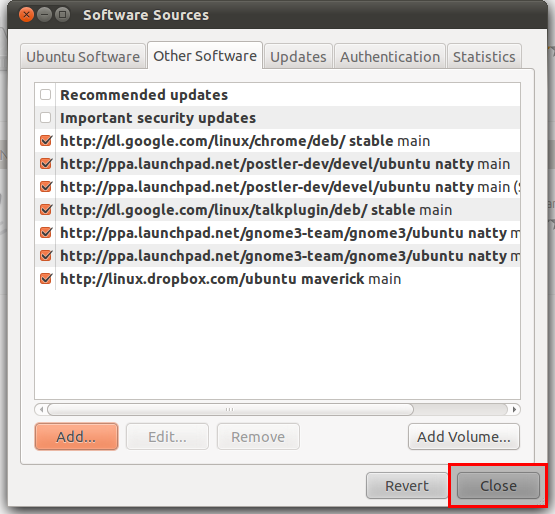 Software Sources
Ubuntu Software Other Software Updates Authentication Statistics
Recommended updates
Important security updates
http://dl.google.com/linux/chrome/deb/ stable main
http://ppa.launchpad.net/postler-dev/devel/ubuntu natty main
http://ppa.launchpad.net/postler-dev/devel/ubuntu natty main (S
http://dl.google.com/linux/talkplugin/deb/ stable main
http://ppa.launchpad.net/gnome3-team/gnome3/ubuntu natty m
http://ppa.launchpad.net/gnome3-team/gnome3/ubuntu natty m
http://linux.dropbox.com/ubuntu maverick main
Add... Edit... Remove Add Volume...
Revert Close